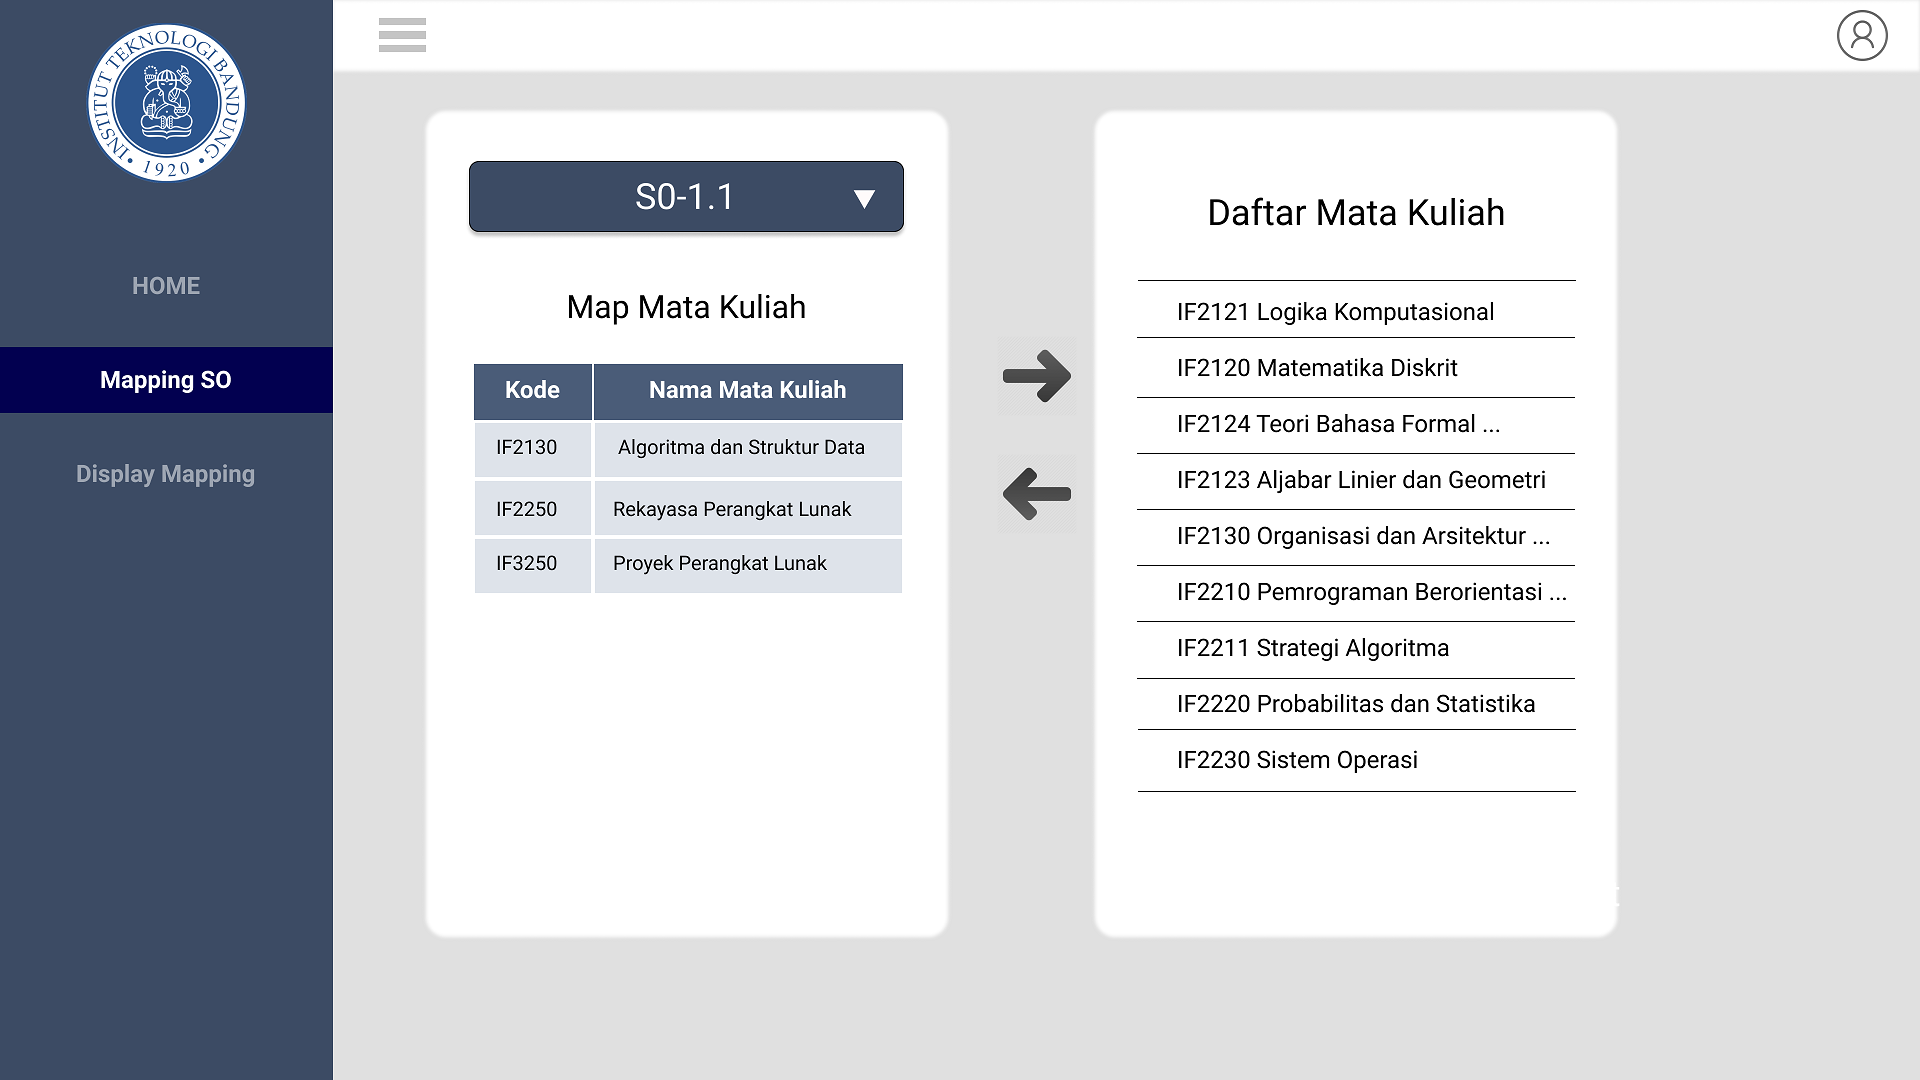 INSTITUT TEKNOLOGI BANDUNG
1920
HOME
Mapping SO
Display Mapping
S0-1.1
Map Mata Kuliah
Kode Nama Mata Kuliah
IF2130 Algoritma dan Struktur Data
IF2250 Rekayasa Perangkat Lunak
IF3250 Proyek Perangkat Lunak
Daftar Mata Kuliah
IF2121 Logika Komputasional
IF2120 Matematika Diskrit
IF2124 Teori Bahasa Formal ...
IF2123 Aljabar Linier dan Geometri
IF2130 Organisasi dan Arsitektur ...
IF2210 Pemrograman Berorientasi ...
IF2211 Strategi Algoritma
IF2220 Probabilitas dan Statistika
IF2230 Sistem Operasi